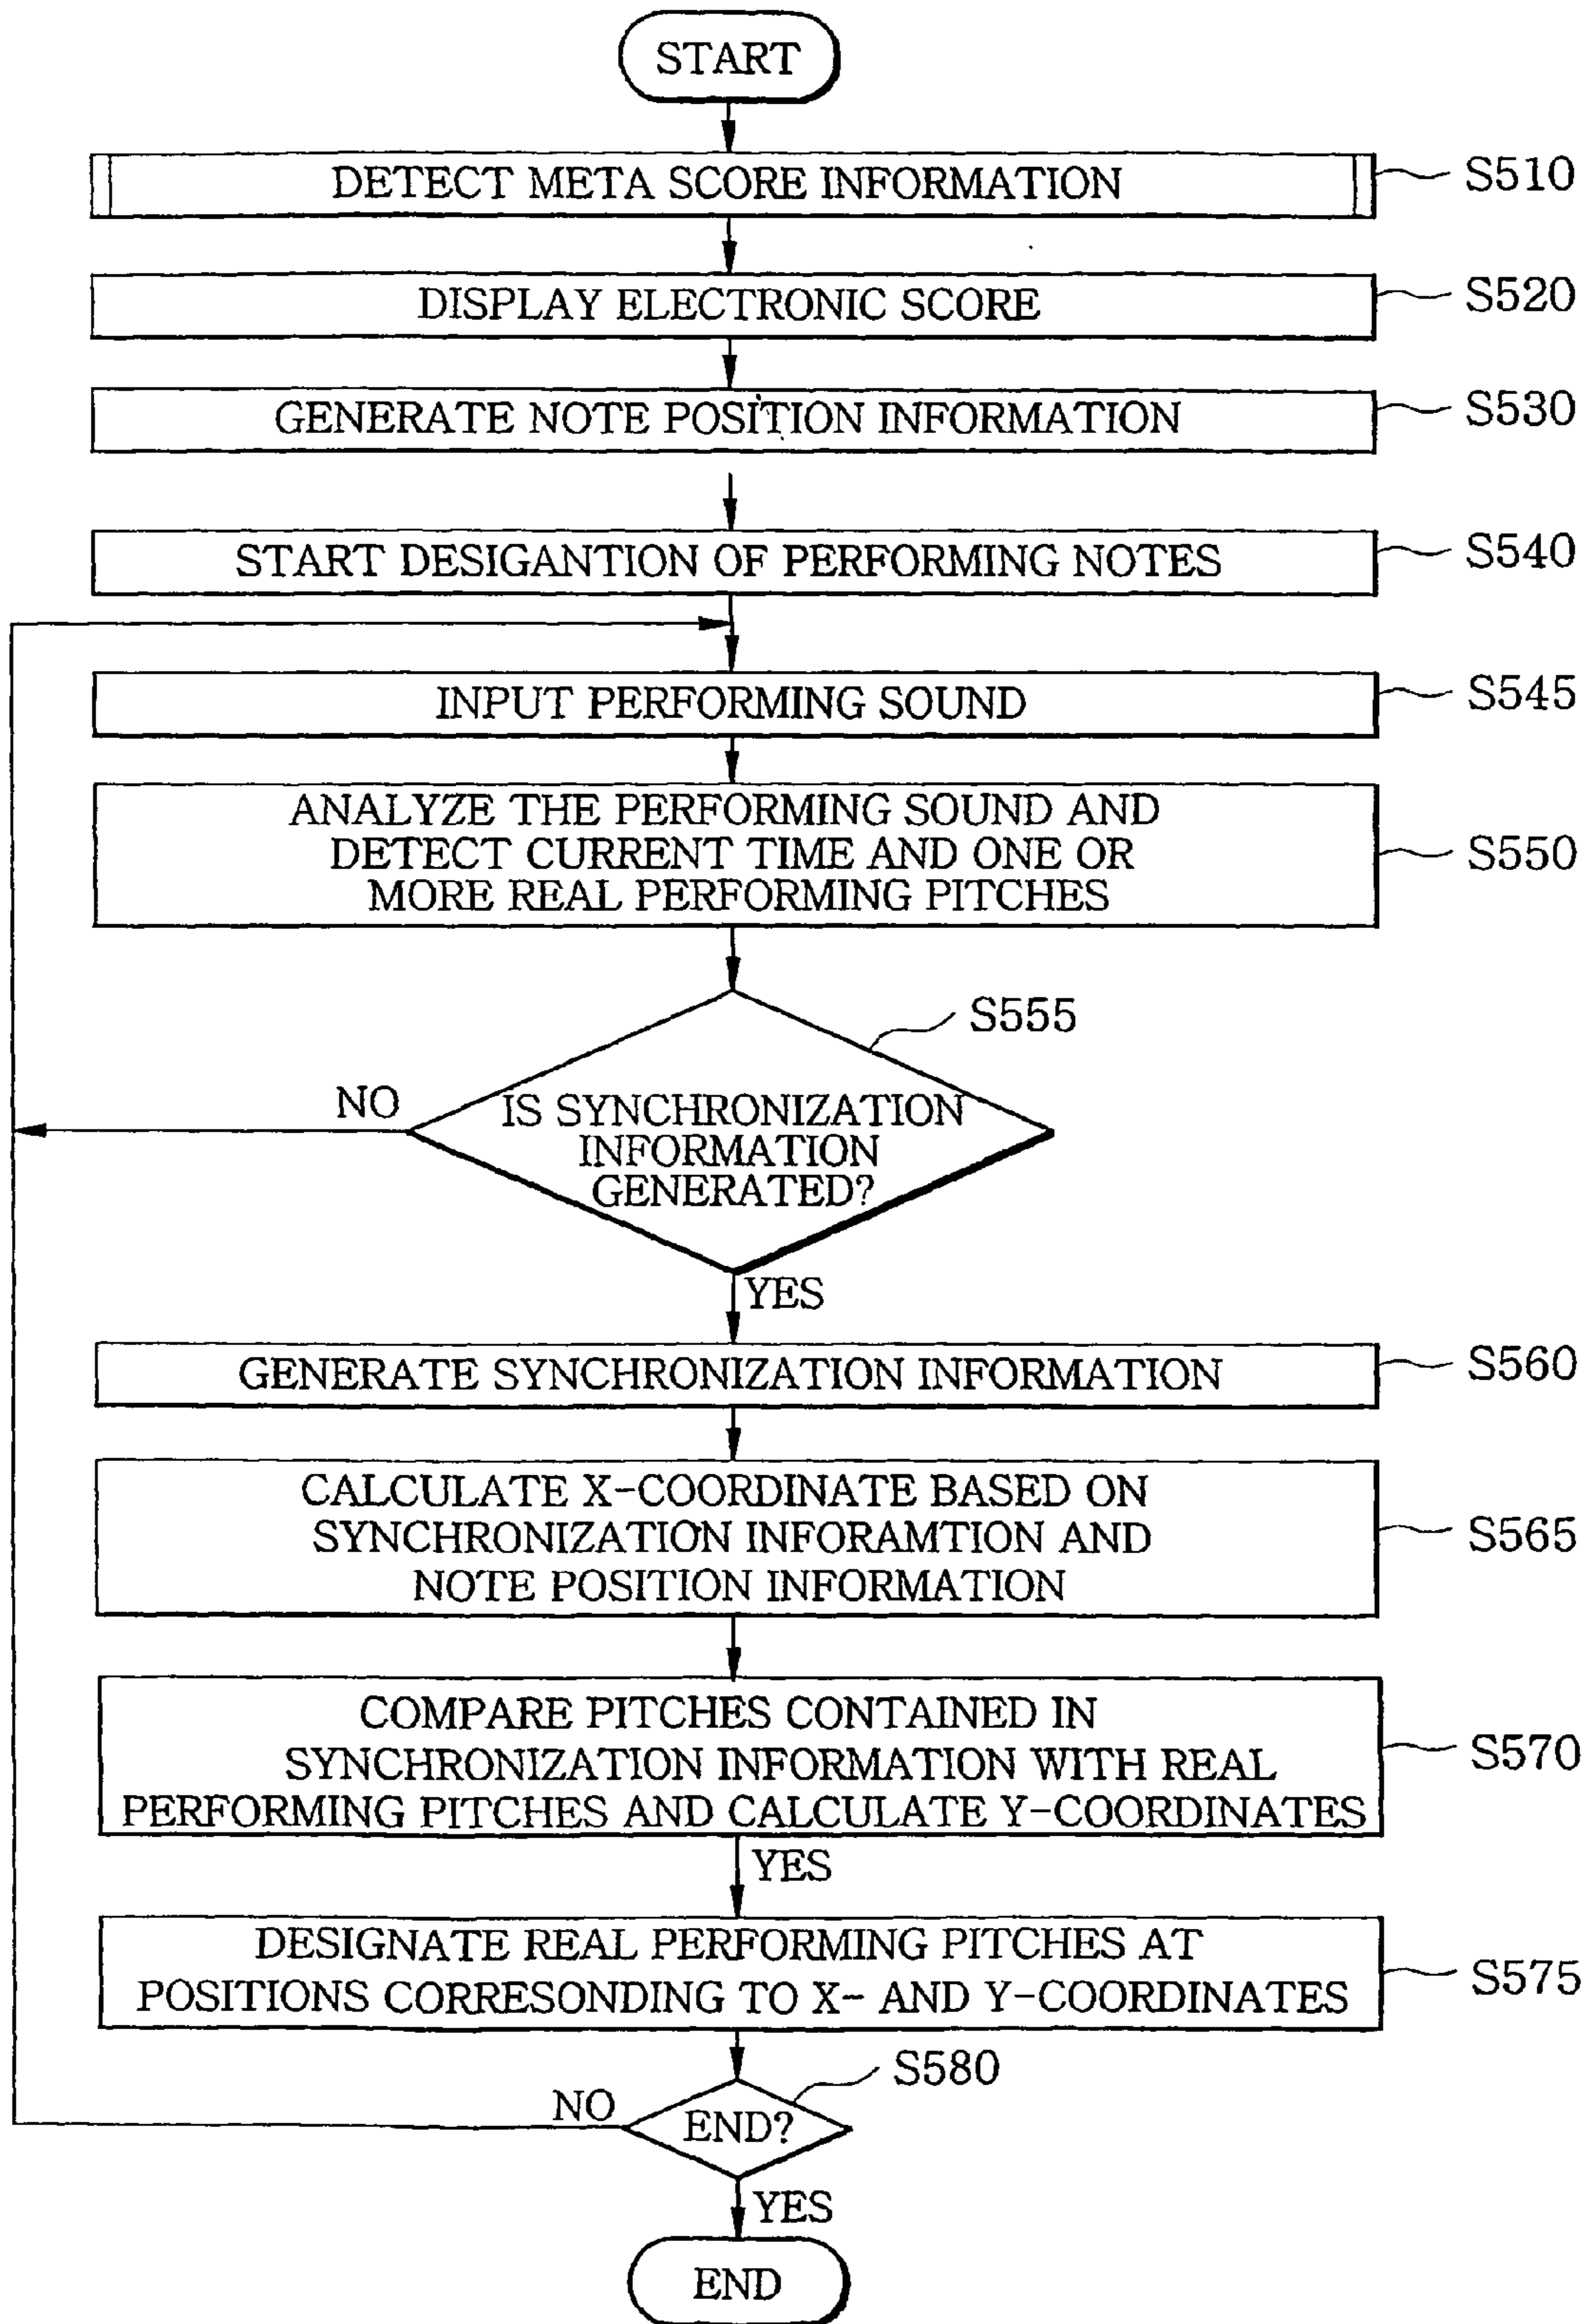 START
DETECT META SCORE INFORMATION
S510
DISPLAY ELECTRONIC SCORE
S520
GENERATE NOTE POSITION INFORMATION
S530
START DESIGANTION OF PERFORMING NOTES
S540
INPUT PERFORMING SOUND
S545
ANALYZE THE PERFORMING SOUND AND
DETECT CURRENT TIME AND ONE OR
MORE REAL PERFORMING PITCHES
S550
S555
NO
IS SYNCHRONIZATION
INFORMATION
GENERATED?
YES
GENERATE SYNCHRONIZATION INFORMATION
S560
CALCULATE X-COORDINATE BASED ON
SYNCHRONIZATION INFORAMTION AND
NOTE POSITION INFORMATION
S565
COMPARE PITCHES CONTAINED IN
SYNCHRONIZATION INFORMATION WITH REAL
PERFORMING PITCHES AND CALCULATE Y-COORDINATES
S570
YES
DESIGNATE REAL PERFORMING PITCHES AT
POSITIONS CORRESONDING TO X- AND Y-COORDINATES
S575
S580
NO
END?
YES
END